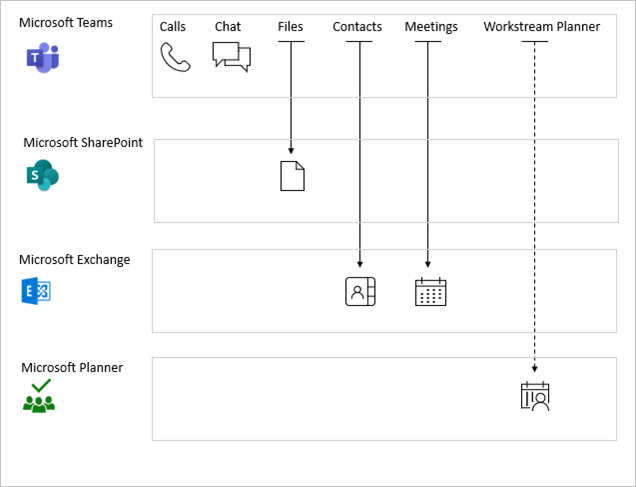 Microsoft Teams
Calls Chat Files Contacts Meetings Workstream Planner
T
Microsoft SharePoint
S
Microsoft Exchange
E
Microsoft Planner